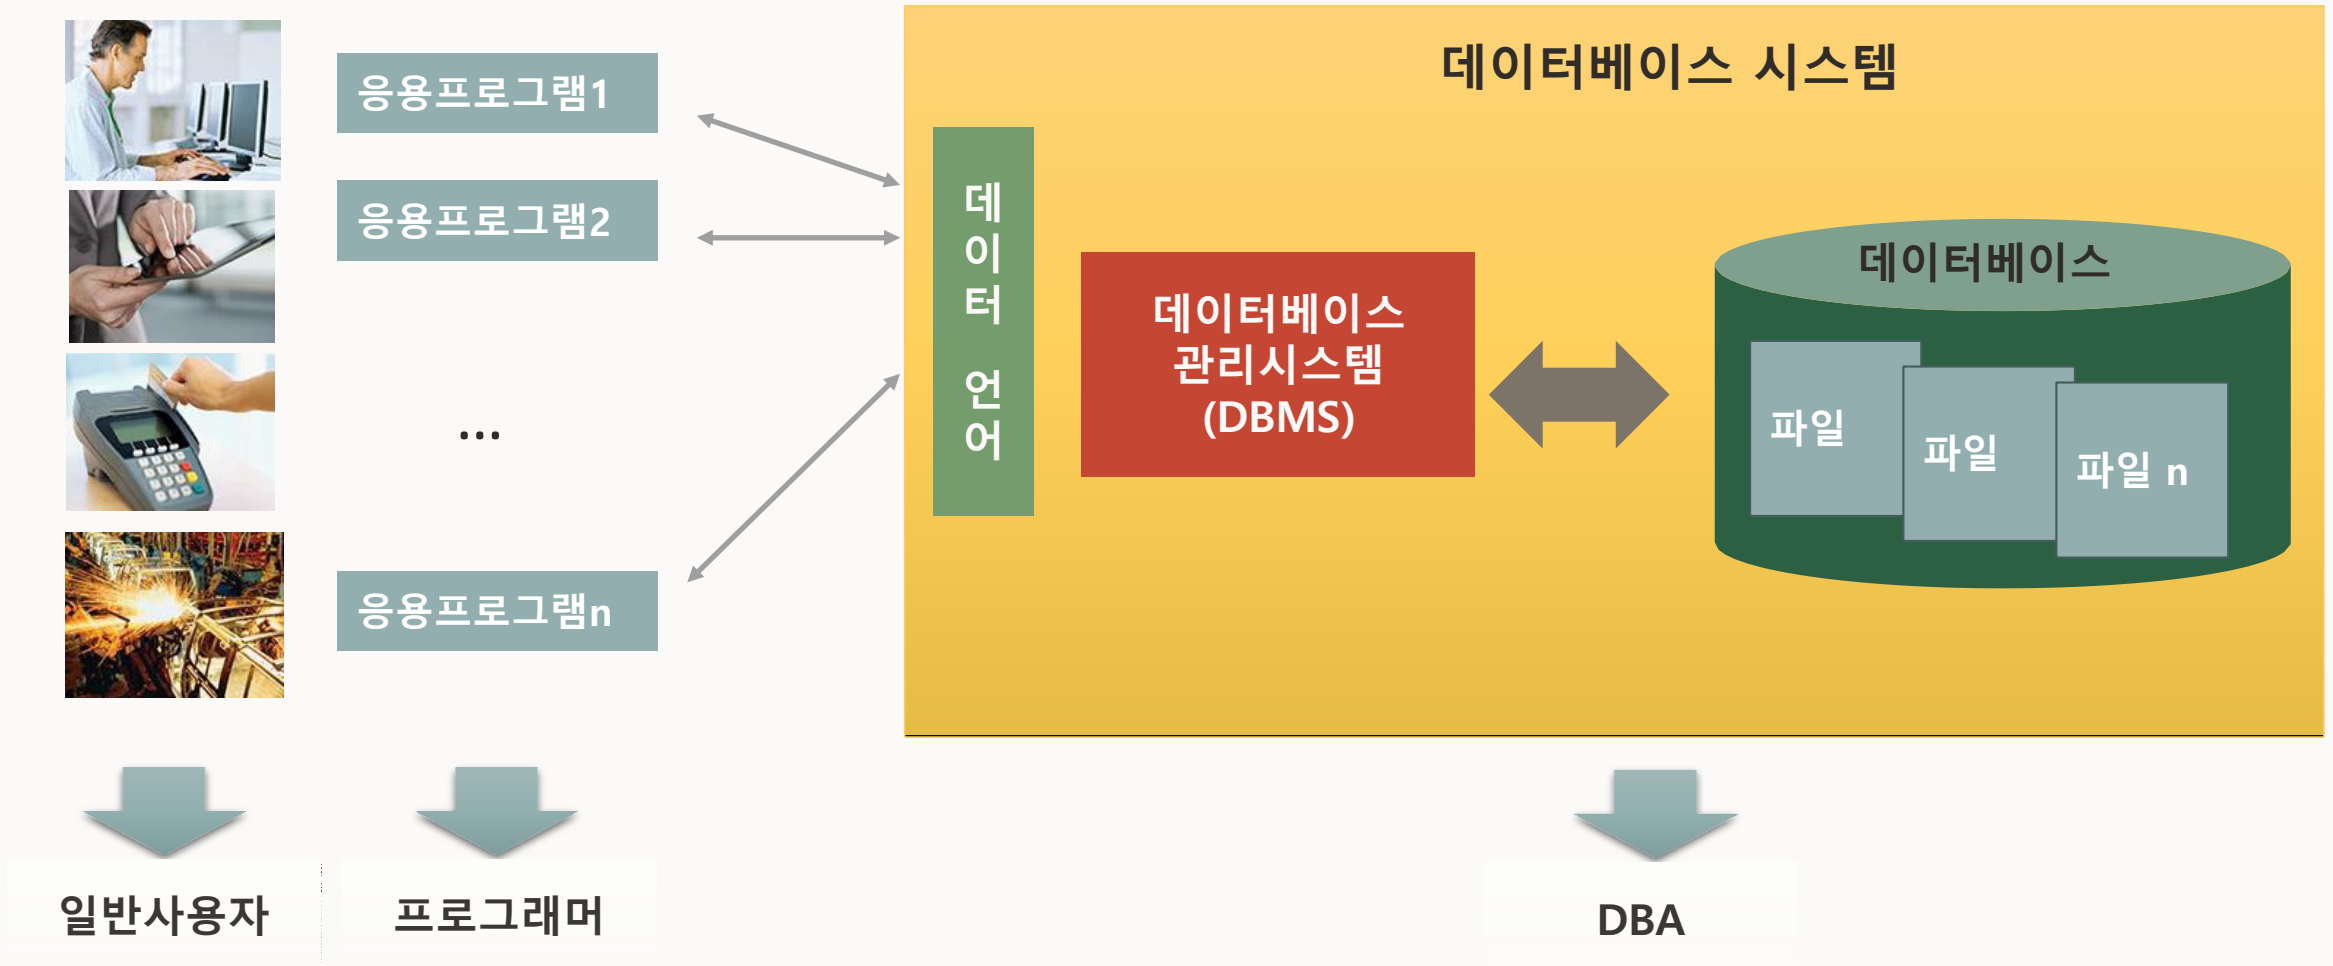 데이터베이스 시스템
응용프로그램1
응용프로그램2
...
응용프로그램n
데이터 언어
데이터베이스
관리시스템
(DBMS)
데이터베이스
파일
파일
파일 n
일반사용자
프로그래머
DBA